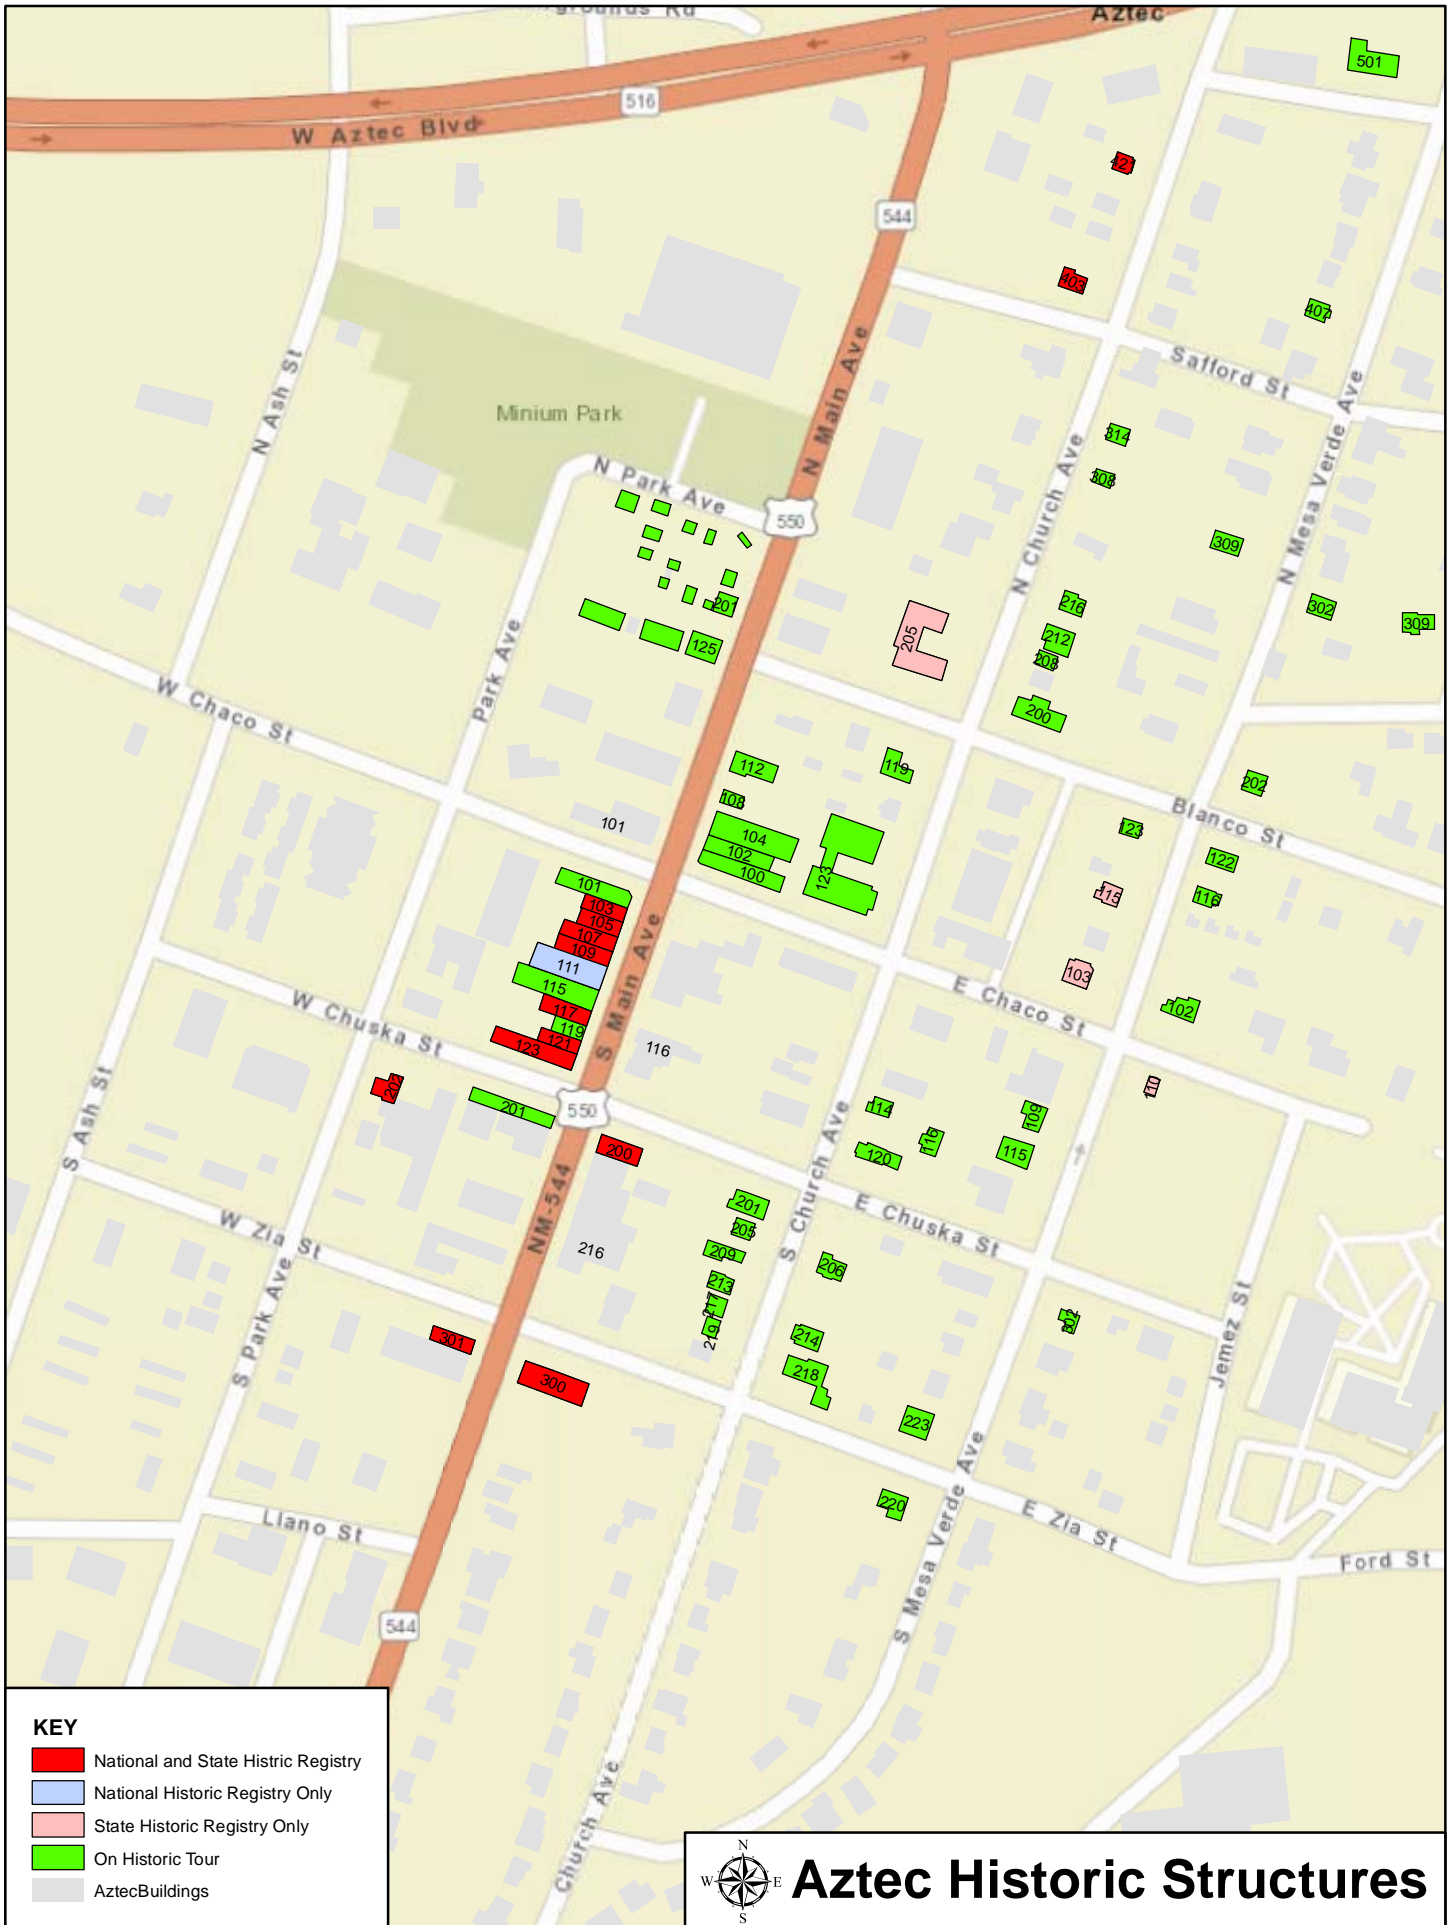 Aztec
501
516
W Aztec Blvd
421
544
403
407
Safford St
N Ash St
Minium Park
N Main Ave
N Mesa Verde Ave
314
N Church Ave
308
N Park Ave
550
309
201
216
302
309
205
212
208
125
Park Ave
W Chaco St
200
112
119
202
108
Blanco St
101
104
123
102
122
100
123
101
115
116
103
105
107
109
111
103
115
E Chaco St
102
117
S Main Ave
119
W Chuska St
121
123
116
110
202
201
550
114
109
S Ash St
116
120
115
200
S Church Ave
NM-544
201
E Chuska St
W Zia St
205
209
216
206
213
217
302
S Park Ave
219
214
301
Jemez St
218
300
223
S Mesa Verde Ave
220
E Zia St
Llano St
Ford St
544
Church Ave
KEY
National and State Histric Registry
National Historic Registry Only
State Historic Registry Only
On Historic Tour
AztecBuildings
N
W
E
S
Aztec Historic Structures